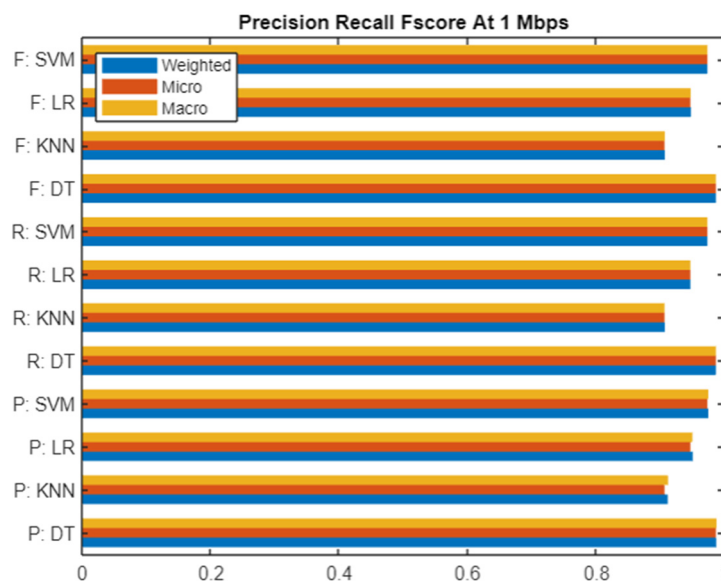 Precision Recall Fscore At 1 Mbps
F: SVM
Weighted
Micro
Macro
F: LR
F: KNN
F: DT
R: SVM
R: LR
R: KNN
R: DT
P: SVM
P: LR
P: KNN
P: DT
0 0.2 0.4 0.6 0.8